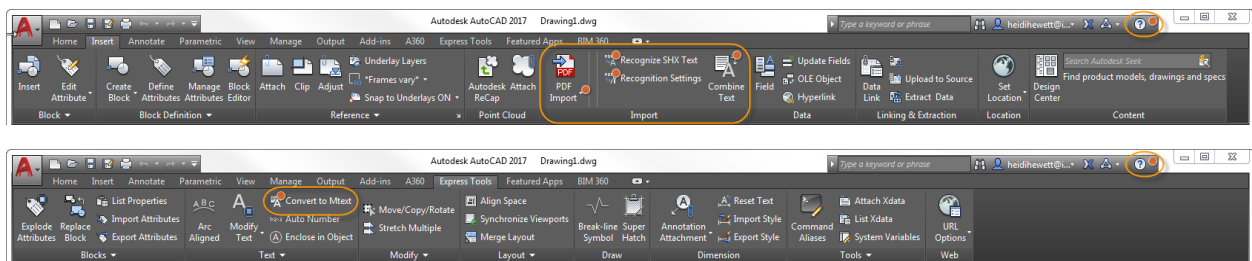 Autodesk AutoCAD 2017 Drawing1.dwg Type a keyword or phrase heidihewett@i...
Home Insert Annotate Parametric View Manage Output Add-ins A360 Express Tools Featured Apps BIM 360
Insert
Edit
Attribute
Create
Block
Define
Attributes
Manage
Attributes
Block
Editor
Attach
Clip
Adjust
Underlay Layers
*Frames vary*
Snap to Underlays ON
Autodesk
ReCap
Attach
PDF
PDF
Import
Recognize SHX Text
Recognition Settings
Combine
Text
Field
Update Fields
OLE Object
Hyperlink
Data
Link
Upload to Source
Extract Data
Set
Location
Design
Center
Search Autodesk Seek
Find product models, drawings and specs
Block Block Definition Reference Point Cloud Import Data Linking & Extraction Location Content
Autodesk AutoCAD 2017 Drawing1.dwg Type a keyword or phrase heidihewett@i...
Home Insert Annotate Parametric View Manage Output Add-ins A360 Express Tools Featured Apps BIM 360
Explode
Attributes
Replace
Block
List Properties
Import Attributes
Export Attributes
ABC
Arc
Aligned
Modify
Text
Convert to Mtext
Auto Number
Enclose in Object
Move/Copy/Rotate
Stretch Multiple
Align Space
Synchronize Viewports
Merge Layout
Break-line
Symbol
Super
Hatch
Annotation
Attachment
Reset Text
Import Style
Export Style
Command
Aliases
Attach Xdata
List Xdata
System Variables
URL
Options
Blocks Text Modify Layout Draw Dimension Tools Web